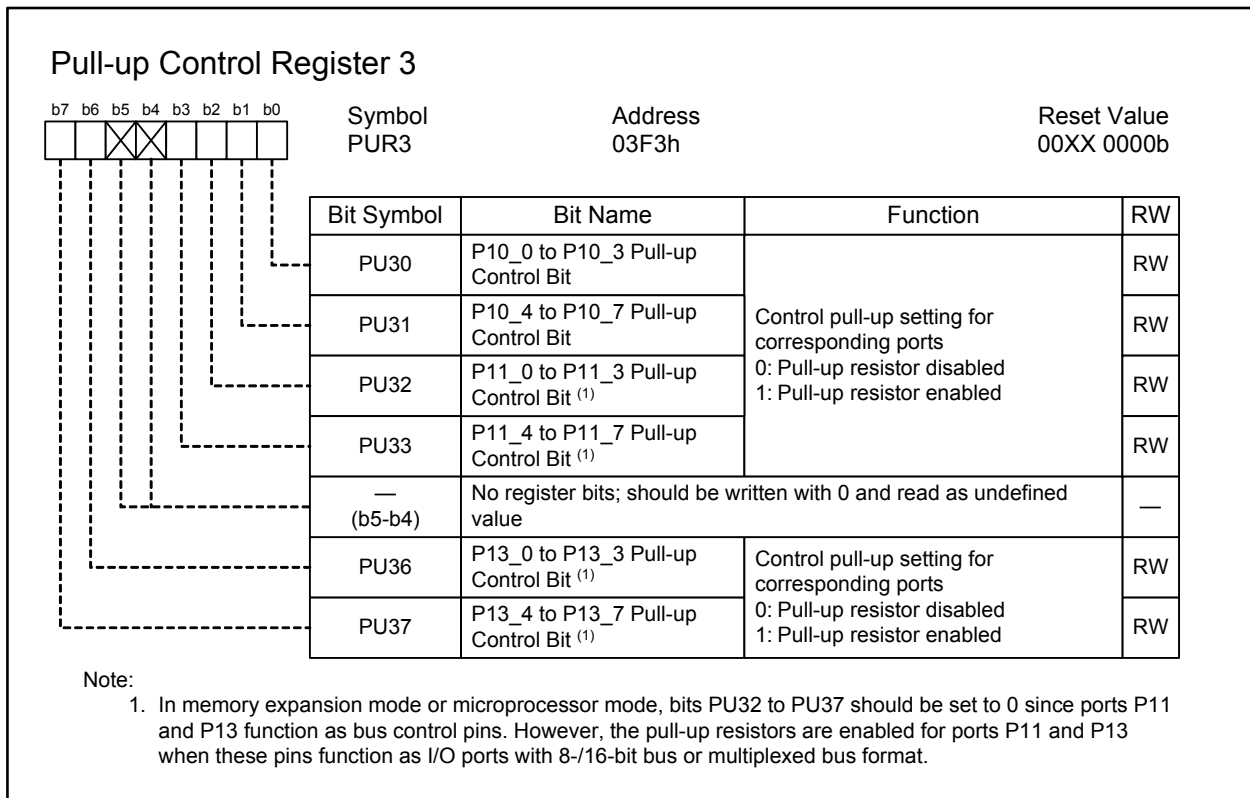 Pull-up Control Register 3
b7 b6 b5 b4 b3 b2 b1 b0
Symbol Address Reset Value
PUR3 03F3h 00XX 0000b
Bit Symbol Bit Name Function RW
PU30 P10_0 to P10_3 Pull-up Control Bit RW
PU31 P10_4 to P10_7 Pull-up Control Bit RW
PU32 P11_0 to P11_3 Pull-up Control Bit (1) RW
PU33 P11_4 to P11_7 Pull-up Control Bit (1) RW
Control pull-up setting for
corresponding ports
0: Pull-up resistor disabled
1: Pull-up resistor enabled
— (b5-b4) No register bits; should be written with 0 and read as undefined
value —
PU36 P13_0 to P13_3 Pull-up Control Bit (1) RW
PU37 P13_4 to P13_7 Pull-up Control Bit (1) RW
Control pull-up setting for
corresponding ports
0: Pull-up resistor disabled
1: Pull-up resistor enabled
Note:
1. In memory expansion mode or microprocessor mode, bits PU32 to PU37 should be set to 0 since ports P11
and P13 function as bus control pins. However, the pull-up resistors are enabled for ports P11 and P13
when these pins function as I/O ports with 8-/16-bit bus or multiplexed bus format.